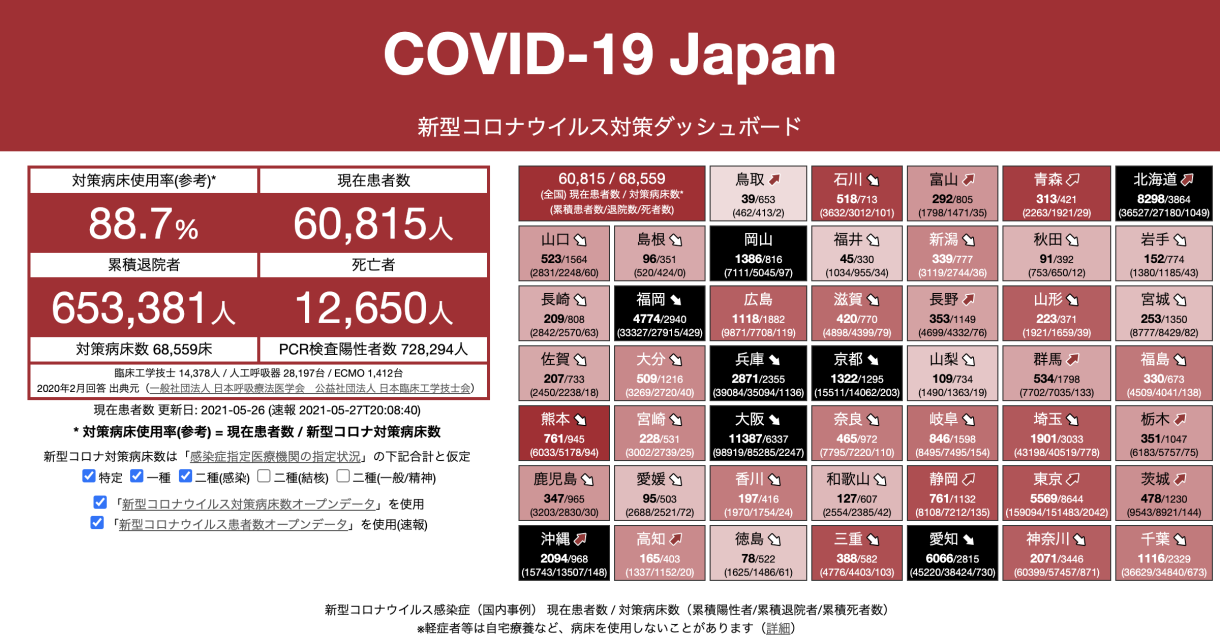 COVID-19 Japan
新型コロナウイルス対策ダッシュボード
対策病床使用率(参考)*
現在患者数
88.7%
60,815人
累積退院者
死亡者
653,381人
12,650人
対策病床数 68,559床
PCR検査陽性者数 728,294人
臨床工学技士 14,378人 / 人工呼吸器 28,197台 / ECMO 1,412台
2020年2月回答 出典元（一般社団法人 日本呼吸療法医学会　公益社団法人 日本臨床工学技士会）
現在患者数 更新日: 2021-05-26 (速報 2021-05-27T20:08:40)
* 対策病床使用率(参考) = 現在患者数 / 新型コロナ対策病床数
新型コロナ対策病床数は「感染症指定医療機関の指定状況」の下記合計と仮定
特定 一種 二種(感染) 二種(結核) 二種(一般/精神)
「新型コロナウイルス対策病床数オープンデータ」を使用
「新型コロナウイルス患者数オープンデータ」を使用(速報)
60,815 / 68,559
(全国) 現在患者数 / 対策病床数*
(累積患者数/退院数/死者数)
鳥取
39/653
(462/413/2)
石川
518/713
(3632/3012/101)
富山
292/805
(1798/1471/35)
青森
313/421
(2263/1921/29)
北海道
8298/3864
(36527/27180/1049)
山口
523/1564
(2831/2248/60)
島根
96/351
(520/424/0)
岡山
1386/816
(7111/5045/97)
福井
45/330
(1034/955/34)
新潟
339/777
(3119/2744/36)
秋田
91/392
(753/650/12)
岩手
152/774
(1380/1185/43)
長崎
209/808
(2842/2570/63)
福岡
4774/2940
(33327/27915/429)
広島
1118/1882
(9871/7708/119)
滋賀
420/770
(4898/4399/79)
長野
353/1149
(4699/4332/76)
山形
223/371
(1921/1659/39)
宮城
253/1350
(8777/8429/82)
佐賀
207/733
(2450/2238/18)
大分
509/1216
(3269/2720/40)
兵庫
2871/2355
(39084/35094/1136)
京都
1322/1295
(15511/14062/203)
山梨
109/734
(1490/1363/19)
群馬
534/1798
(7702/7035/133)
福島
330/673
(4509/4041/138)
熊本
761/945
(6033/5178/94)
宮崎
228/531
(3002/2739/25)
大阪
11387/6337
(98919/85285/2247)
奈良
465/972
(7795/7220/110)
岐阜
846/1598
(8495/7495/154)
埼玉
1901/3033
(43198/40519/778)
栃木
351/1047
(6183/5757/75)
鹿児島
347/965
(3203/2830/30)
愛媛
95/503
(2688/2521/72)
香川
197/416
(1970/1754/24)
和歌山
127/607
(2554/2385/42)
静岡
761/1132
(8108/7212/135)
東京
5569/8644
(159094/151483/2042)
茨城
478/1230
(9543/8921/144)
沖縄
2094/968
(15743/13507/148)
高知
165/403
(1337/1152/20)
徳島
78/522
(1625/1486/61)
三重
388/582
(4776/4403/103)
愛知
6066/2815
(45220/38424/730)
神奈川
2071/3446
(60399/57457/871)
千葉
1116/2329
(36629/34840/673)
新型コロナウイルス感染症（国内事例） 現在患者数 / 対策病床数（累積陽性者/累積退院者/累積死者数）
※軽症者等は自宅療養など、病床を使用しないことがあります（詳細）